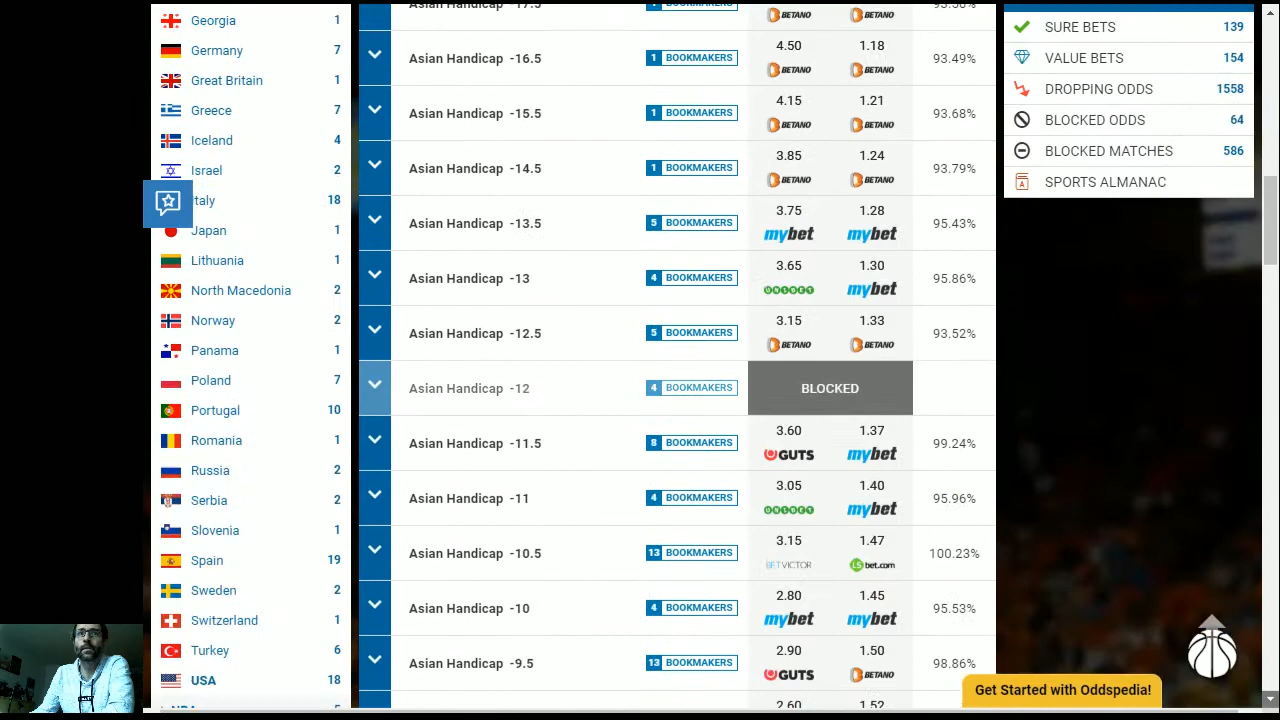 Georgia 1
Germany 7
Great Britain 1
Greece 7
Iceland 4
Israel 2
Italy 18
Japan 1
Lithuania 1
North Macedonia 2
Norway 2
Panama 1
Poland 7
Portugal 10
Romania 1
Russia 2
Serbia 2
Slovenia 1
Spain 19
Sweden 2
Switzerland 1
Turkey 6
USA 18
BETANO BETANO
Asian Handicap -16.5 1 BOOKMAKERS 4.50 1.18 93.49%
BETANO BETANO
Asian Handicap -15.5 1 BOOKMAKERS 4.15 1.21 93.68%
BETANO BETANO
Asian Handicap -14.5 1 BOOKMAKERS 3.85 1.24 93.79%
BETANO BETANO
Asian Handicap -13.5 5 BOOKMAKERS 3.75 1.28 95.43%
mybet mybet
Asian Handicap -13 4 BOOKMAKERS 3.65 1.30 95.86%
UNIBET mybet
Asian Handicap -12.5 5 BOOKMAKERS 3.15 1.33 93.52%
BETANO BETANO
Asian Handicap -12 4 BOOKMAKERS BLOCKED
Asian Handicap -11.5 8 BOOKMAKERS 3.60 1.37 99.24%
GUTS mybet
Asian Handicap -11 4 BOOKMAKERS 3.05 1.40 95.96%
UNIBET mybet
Asian Handicap -10.5 13 BOOKMAKERS 3.15 1.47 100.23%
BETVICTOR LSbet.com
Asian Handicap -10 4 BOOKMAKERS 2.80 1.45 95.53%
mybet mybet
Asian Handicap -9.5 13 BOOKMAKERS 2.90 1.50 98.86%
GUTS BETANO
2.60 1.52
SURE BETS 139
VALUE BETS 154
DROPPING ODDS 1558
BLOCKED ODDS 64
BLOCKED MATCHES 586
SPORTS ALMANAC
Get Started with Oddspedia!